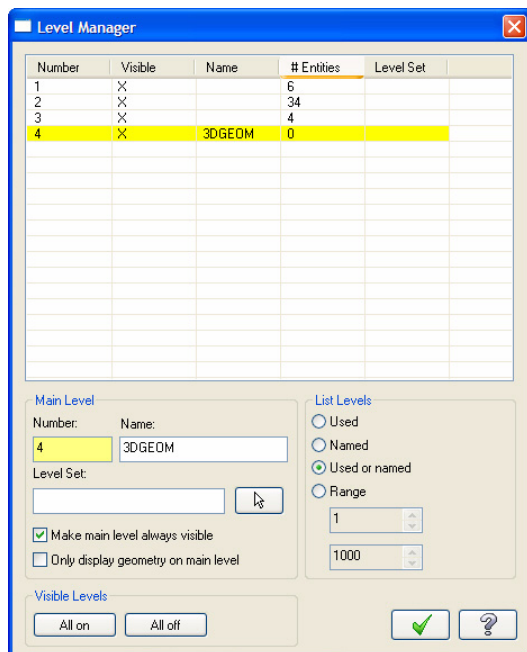 Level Manager
Number Visible Name # Entities Level Set
1 X 6
2 X 34
3 X 4
4 X 3DGEOM 0
Main Level
Number: Name:
4 3DGEOM
Level Set:
Make main level always visible
Only display geometry on main level
List Levels
Used
Named
Used or named
Range
1
1000
Visible Levels
All on All off